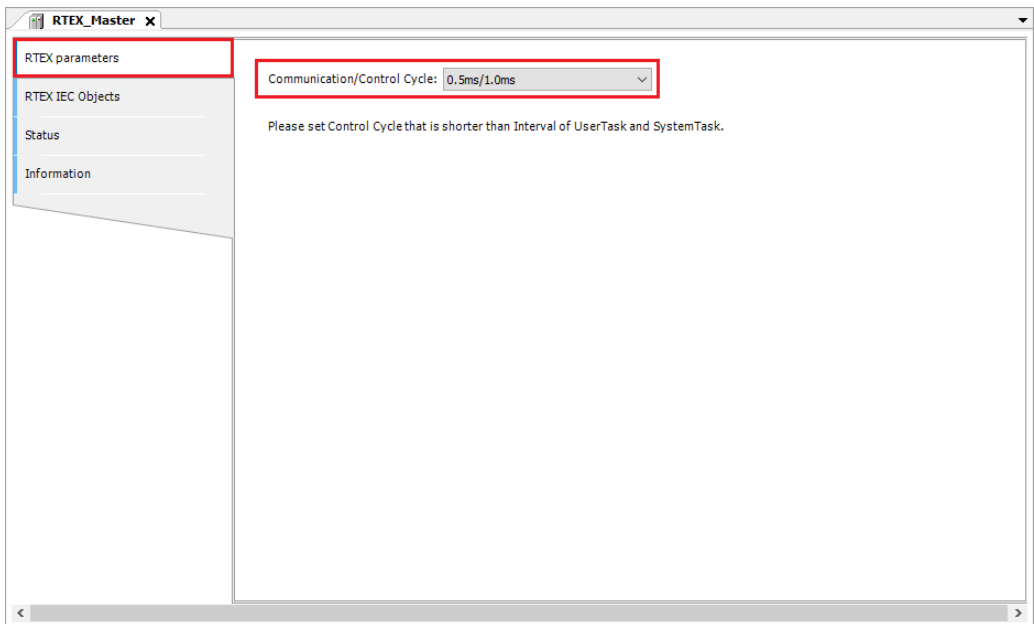 RTEX_Master x
RTEX parameters
Communication/Control Cycle: 0.5ms/1.0ms
RTEX IEC Objects
Please set Control Cycle that is shorter than Interval of UserTask and SystemTask.
Status
Information